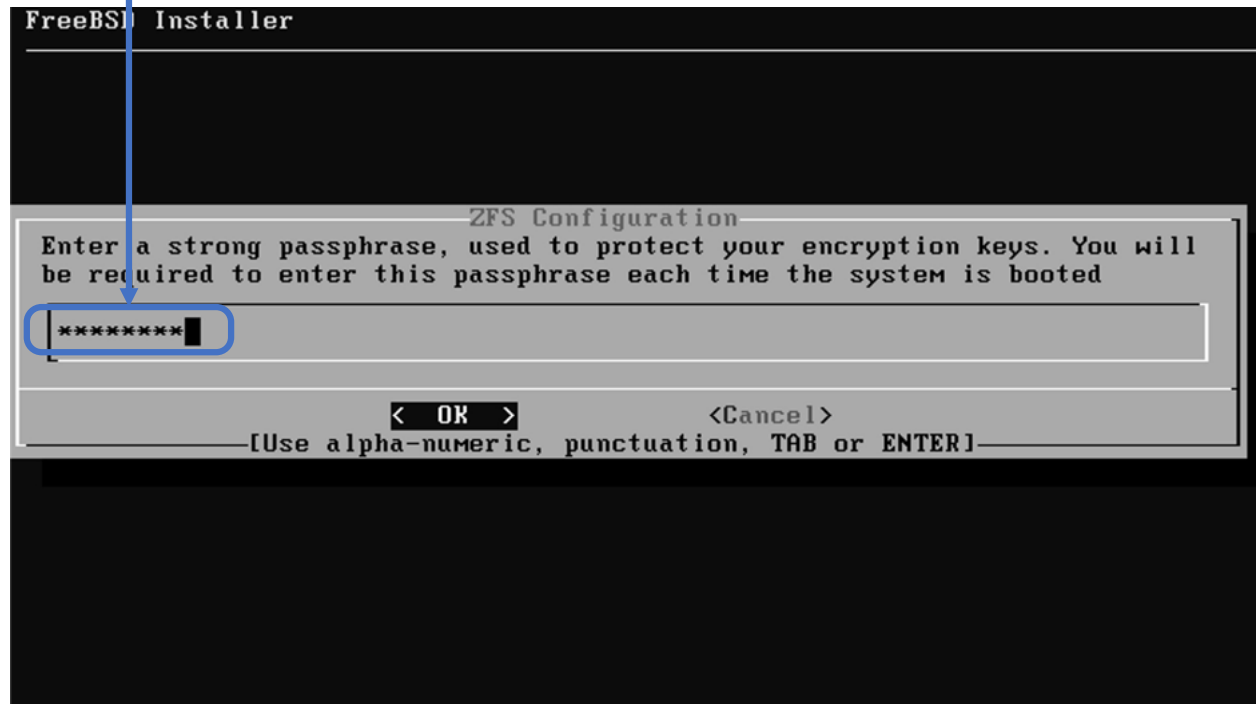 FreeBSD Installer
ZFS Configuration
Enter a strong passphrase, used to protect your encryption keys. You will
be required to enter this passphrase each time the system is booted
********
< OK > <Cancel>
[Use alpha-numeric, punctuation, TAB or ENTER]